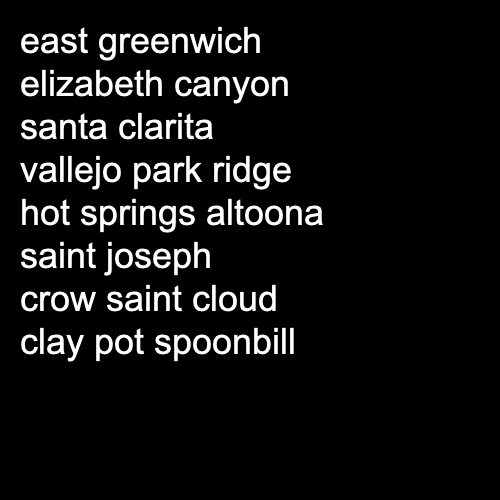 east greenwich
elizabeth canyon
santa clarita
vallejo park ridge
hot springs altoona
saint joseph
crow saint cloud
clay pot spoonbill